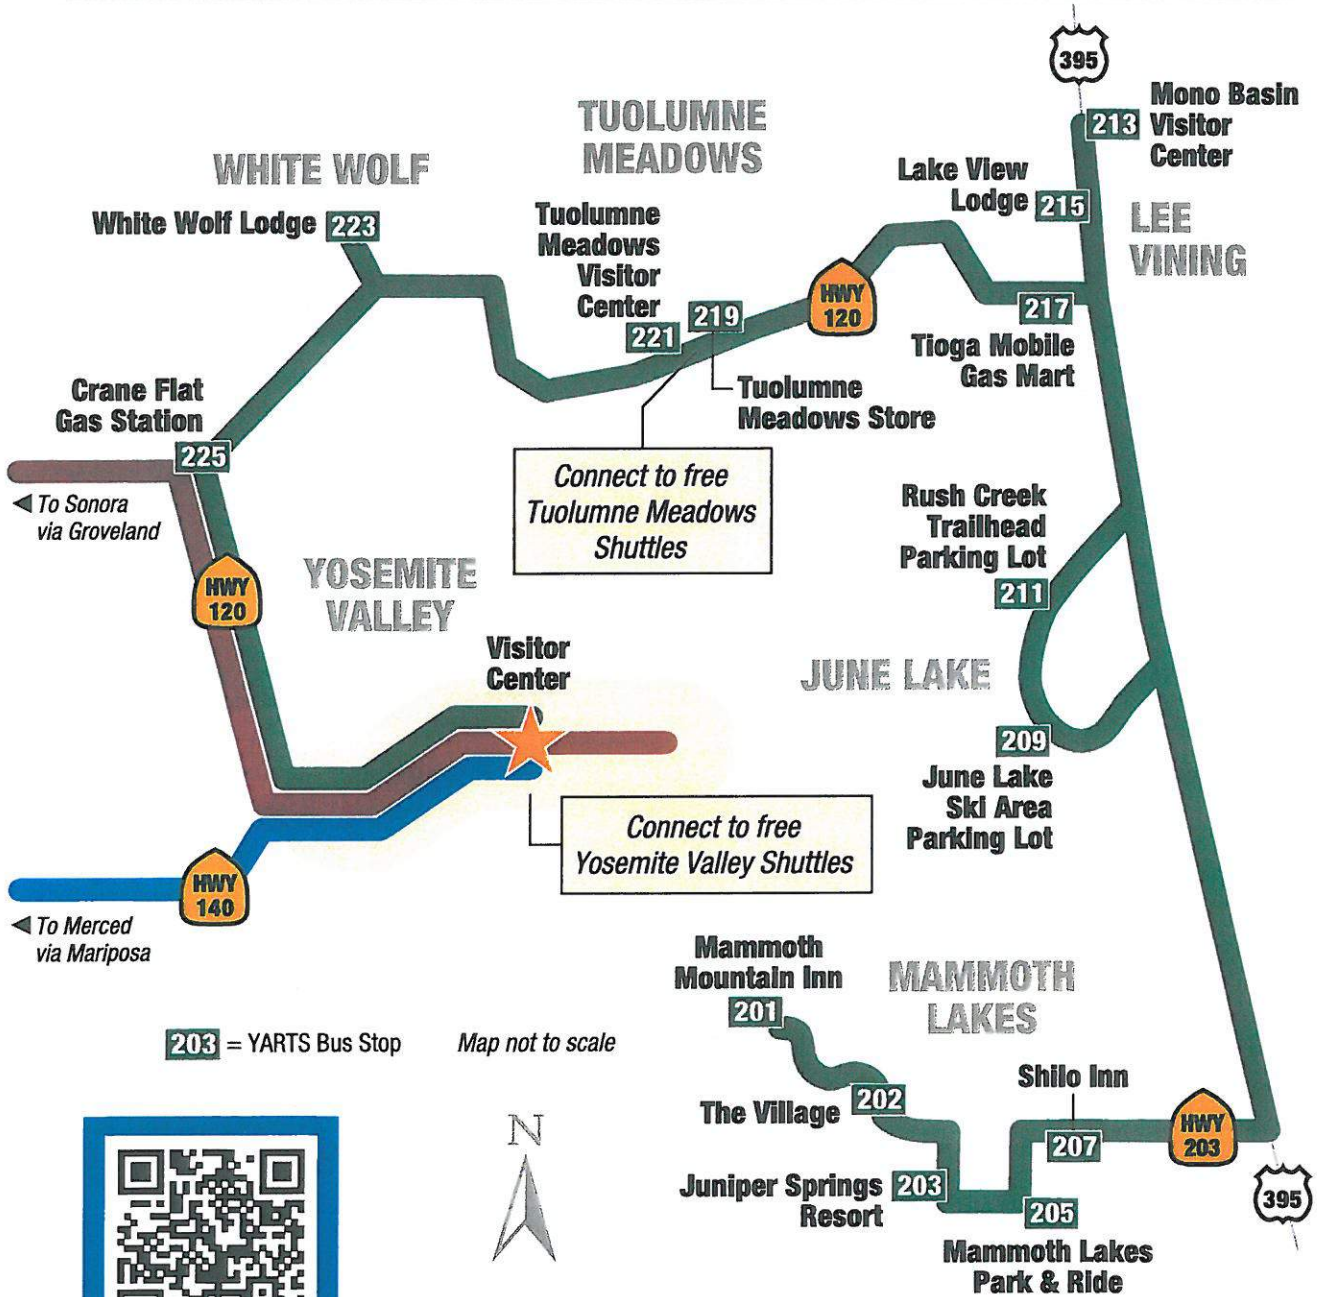 395
213
Mono Basin
Visitor
Center
TUOLUMNE
MEADOWS
WHITE WOLF
Lake View
Lodge
215
LEE
VINING
White Wolf Lodge
223
Tuolumne
Meadows
Visitor
Center
221
219
HWY
120
217
Tioga Mobile
Gas Mart
Tuolumne
Meadows Store
Crane Flat
Gas Station
225
Connect to free
Tuolumne Meadows
Shuttles
◀ To Sonora
via Groveland
Rush Creek
Trailhead
Parking Lot
211
HWY
120
YOSEMITE
VALLEY
Visitor
Center
JUNE LAKE
209
June Lake
Ski Area
Parking Lot
Connect to free
Yosemite Valley Shuttles
HWY
140
◀ To Merced
via Mariposa
Mammoth
Mountain Inn
201
MAMMOTH
LAKES
203 = YARTS Bus Stop
Map not to scale
Shilo Inn
The Village
202
207
HWY
203
N
Juniper Springs
Resort
203
205
395
Mammoth Lakes
Park & Ride